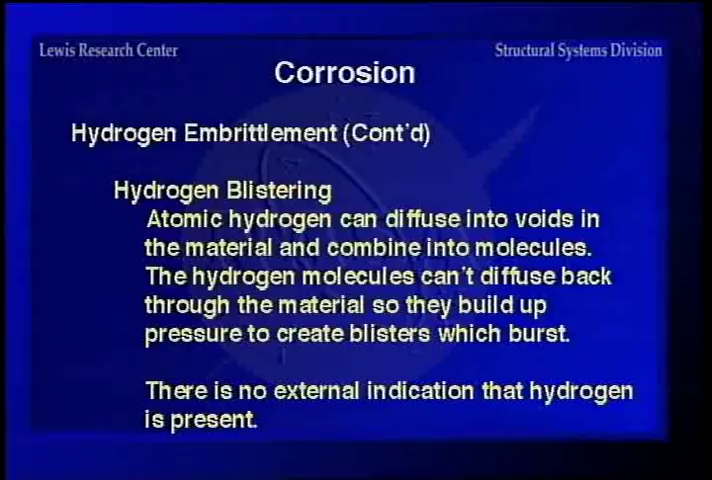 Lewis Research Center
Structural Systems Division
Corrosion
Hydrogen Embrittlement (Cont'd)
Hydrogen Blistering
Atomic hydrogen can diffuse into voids in
the material and combine into molecules.
The hydrogen molecules can't diffuse back
through the material so they build up
pressure to create blisters which burst.
There is no external indication that hydrogen
is present.